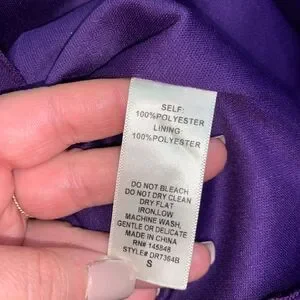 SELF:
100%POLYESTER
LINING:
100%POLYESTER
DO NOT BLEACH
DO NOT DRY CLEAN
DRY FLAT
IRON,LOW
MACHINE WASH,
GENTLE OR DELICATE
MADE IN CHINA
RN# 145848
STYLE# DR7364B
S